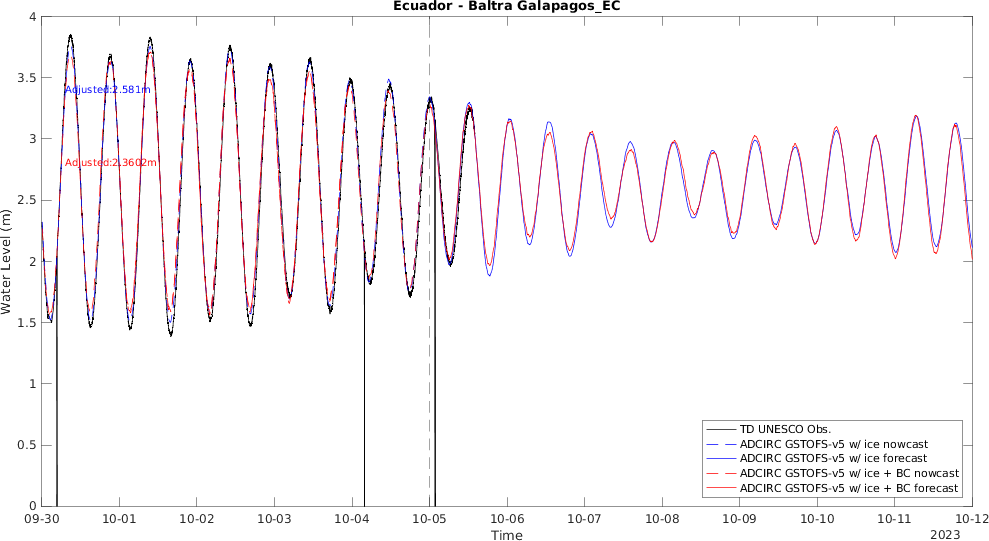 Ecuador - Baltra Galapagos_EC
4
3.5
3
2.5
2
1.5
1
0.5
0
Water Level (m)
Adjusted:2.581m
Adjusted:2.3602m
TD UNESCO Obs.
ADCIRC GSTOFS-v5 w/ ice nowcast
ADCIRC GSTOFS-v5 w/ ice forecast
ADCIRC GSTOFS-v5 w/ ice + BC nowcast
ADCIRC GSTOFS-v5 w/ ice + BC forecast
09-30 10-01 10-02 10-03 10-04 10-05 10-06 10-07 10-08 10-09 10-10 10-11 10-12
Time
2023